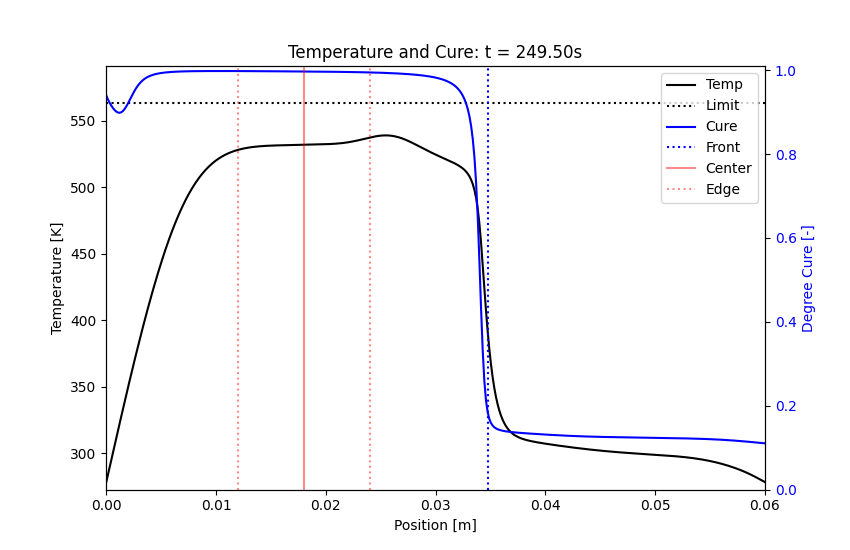 Temperature and Cure: t = 249.50s
Temperature [K]
550
500
450
400
350
300
Temp
Limit
Cure
Front
Center
Edge
1.0
0.8
0.6
0.4
0.2
0.0
Degree Cure [-]
0.00
0.01
0.02
0.03
0.04
0.05
0.06
Position [m]